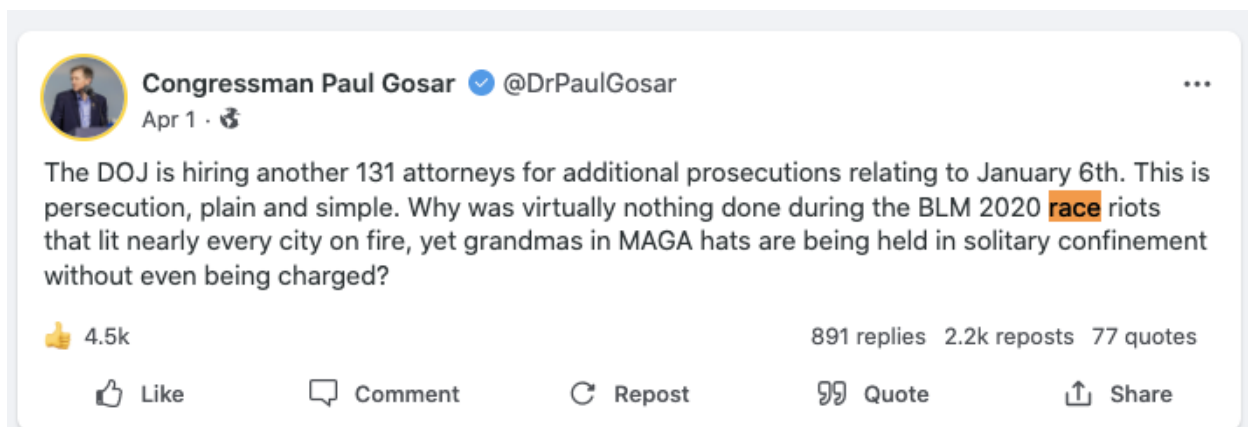 Congressman Paul Gosar @DrPaulGosar
Apr 1 ·
The DOJ is hiring another 131 attorneys for additional prosecutions relating to January 6th. This is
persecution, plain and simple. Why was virtually nothing done during the BLM 2020 race riots
that lit nearly every city on fire, yet grandmas in MAGA hats are being held in solitary confinement
without even being charged?
4.5k 891 replies 2.2k reposts 77 quotes
Like Comment Repost Quote Share